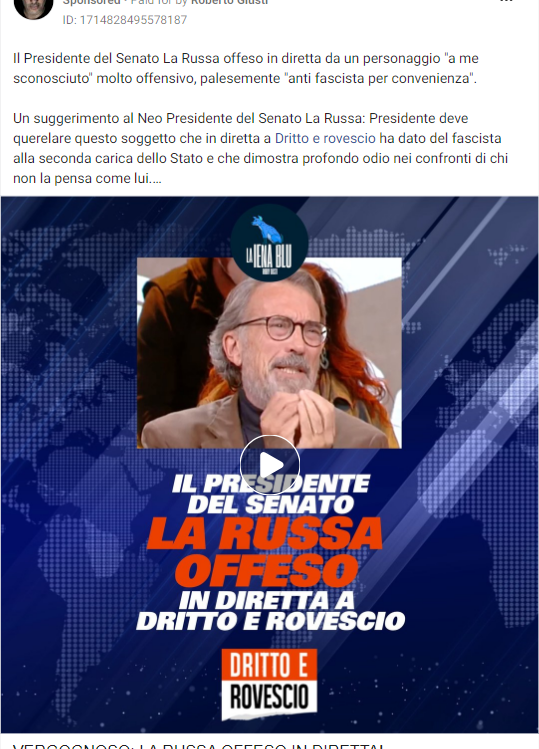 Sponsored • Paid for by Roberto Giusti
ID: 1714828495578187
Il Presidente del Senato La Russa offeso in diretta da un personaggio "a me
sconosciuto" molto offensivo, palesemente "anti fascista per convenienza".
Un suggerimento al Neo Presidente del Senato La Russa: Presidente deve
querelare questo soggetto che in diretta a Dritto e rovescio ha dato del fascista
alla seconda carica dello Stato e che dimostra profondo odio nei confronti di chi
non la pensa come lui....
LA IENA BLU
IL PRESIDENTE
DEL SENATO
LA RUSSA
OFFESO
IN DIRETTA A
DRITTO E ROVESCIO
DRITTO E
ROVESCIO
VERGOGNOSO: LA RUSSA OFFESO IN DIRETTA!